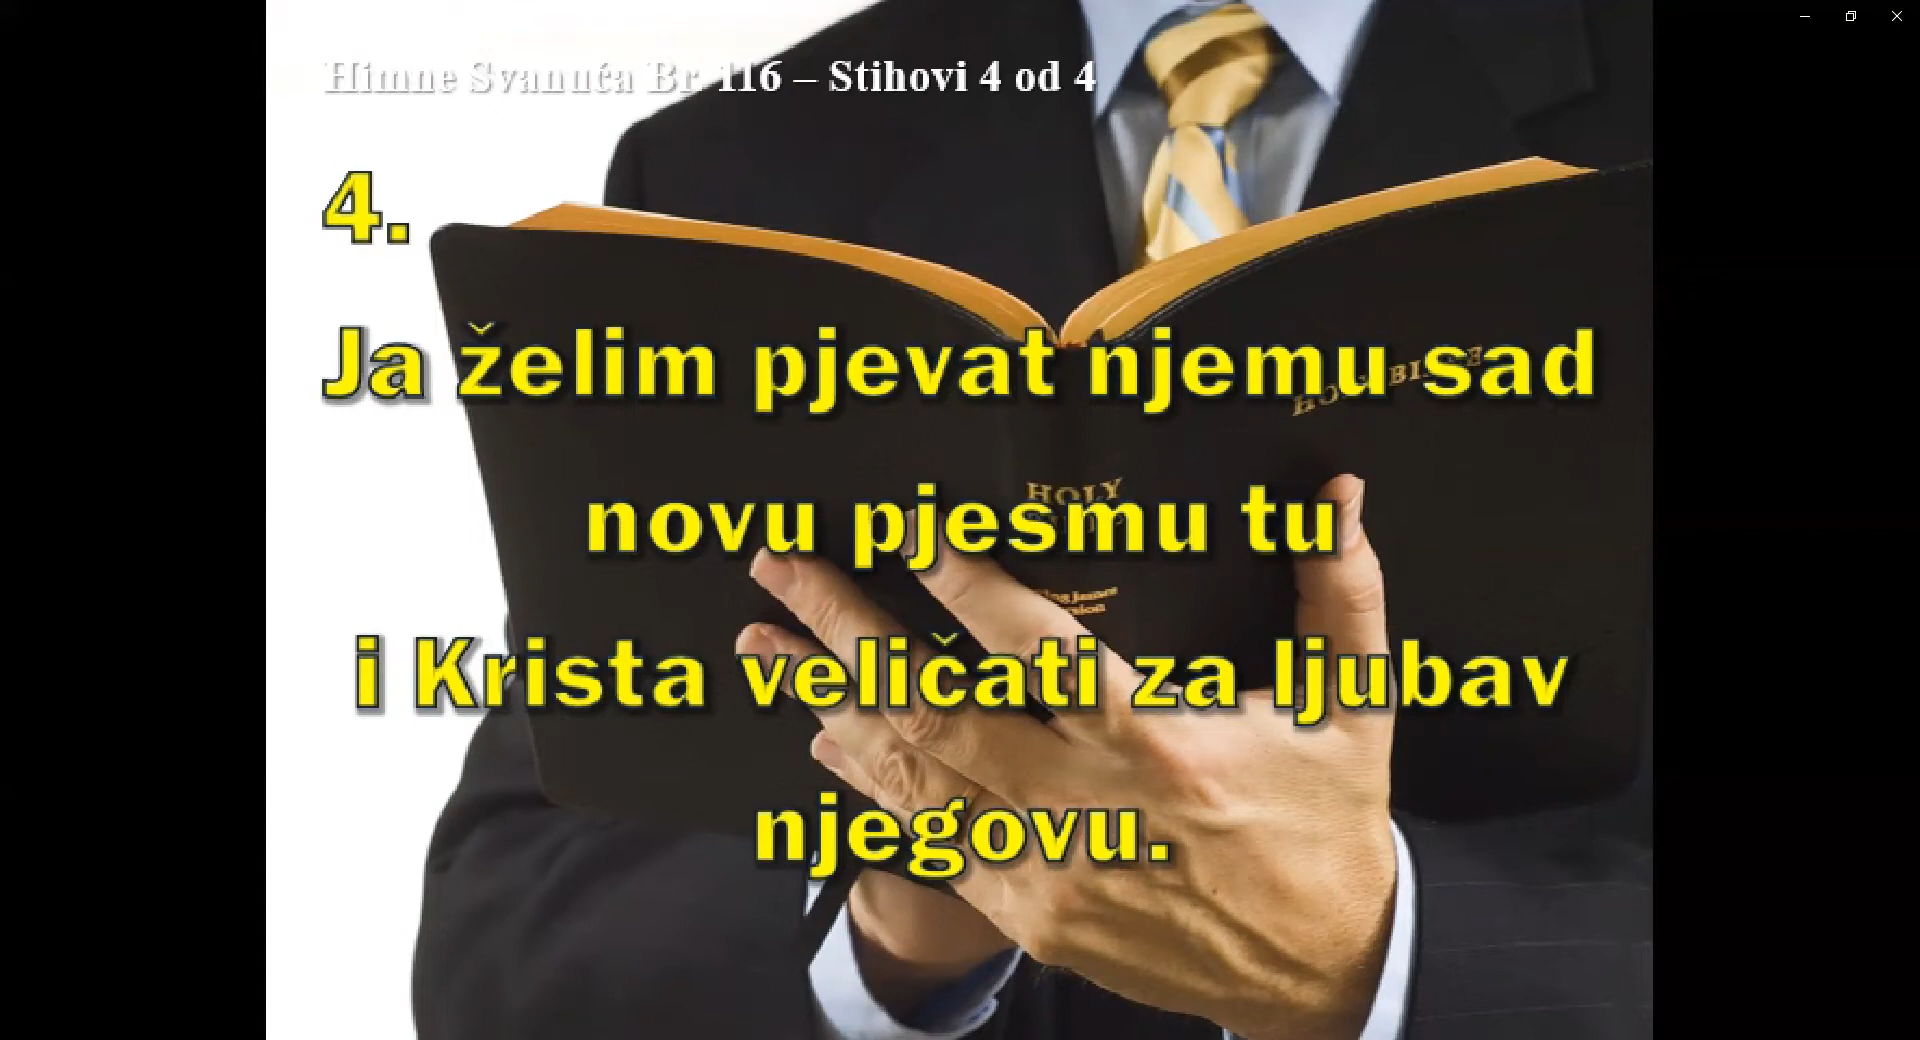 Himne Svanuća Br. 116 – Stihovi 4 od 4
4.
Ja želim pjevat njemu sad
novu pjesmu tu
i Krista veličati za ljubav
njegovu.
HOLY